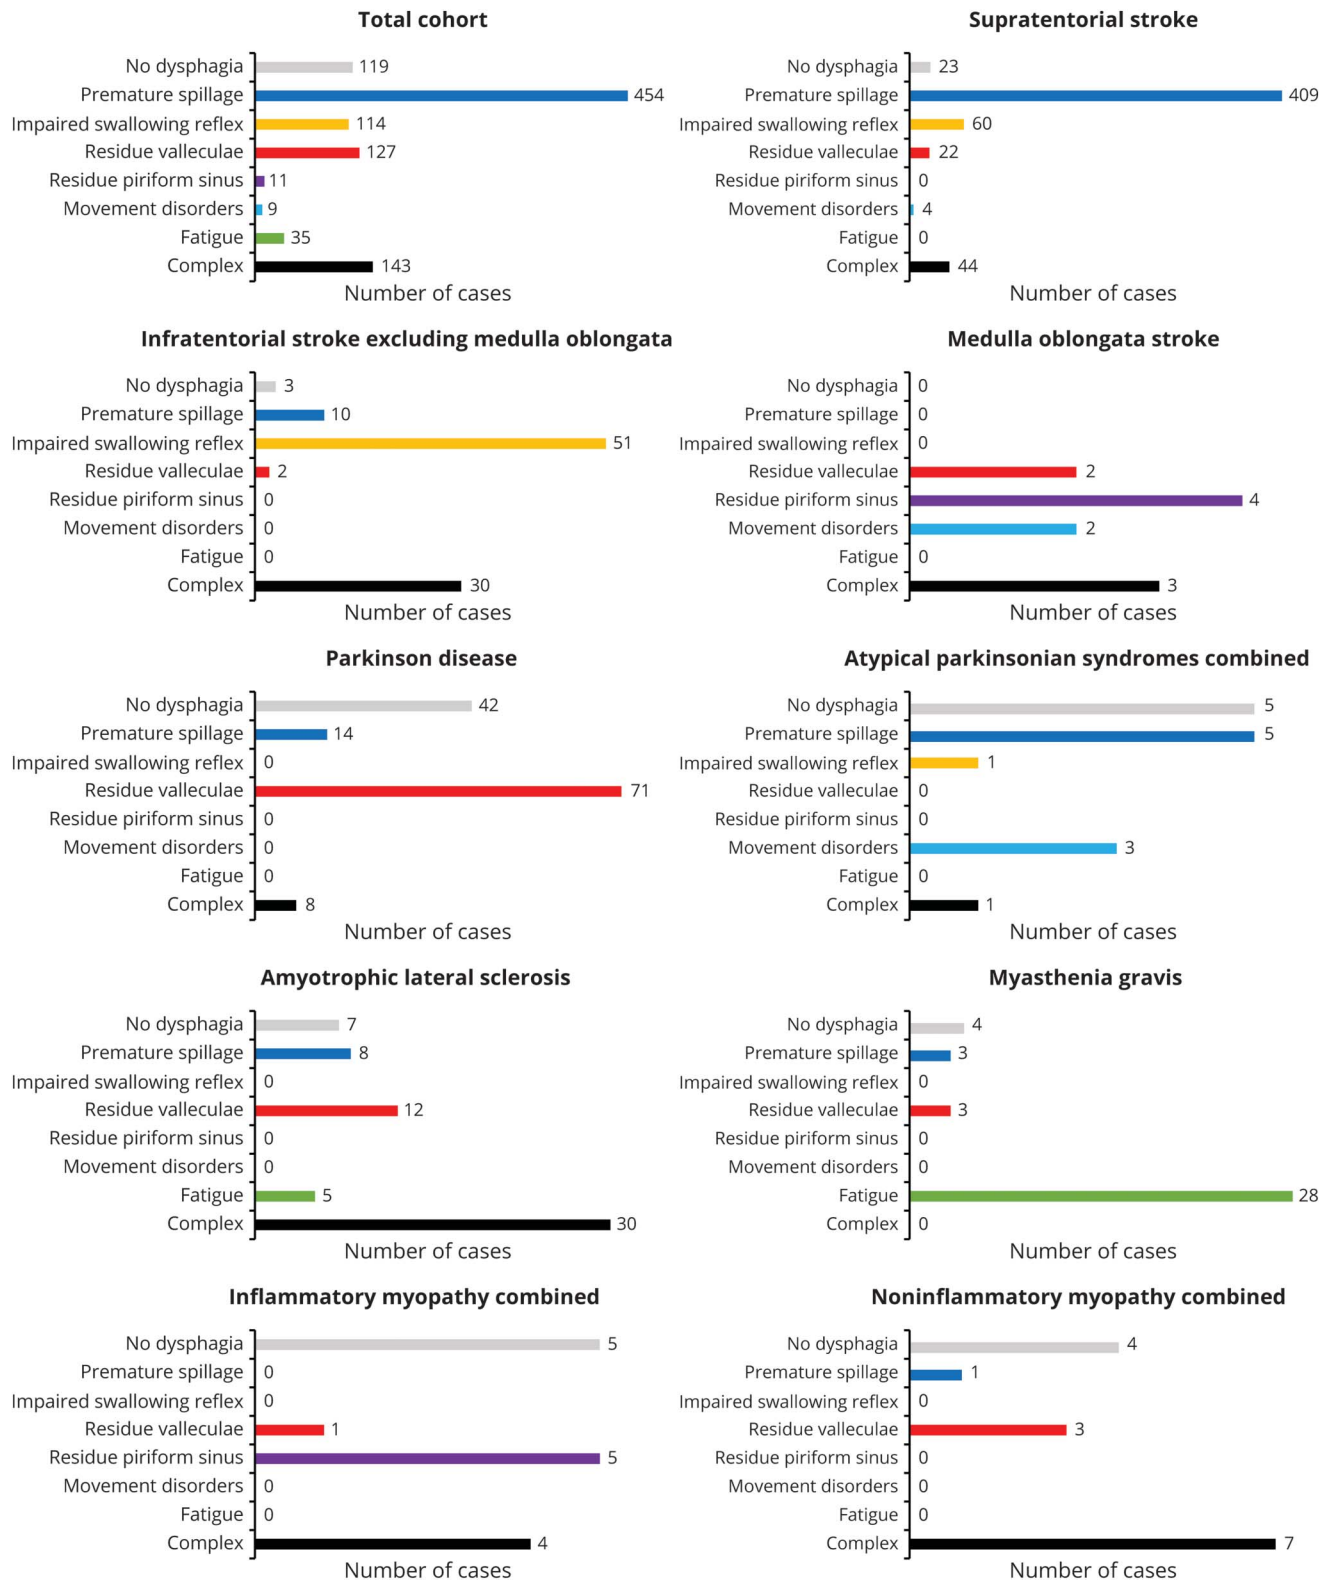 Total cohort
No dysphagia 119
Premature spillage 454
Impaired swallowing reflex 114
Residue valleculae 127
Residue piriform sinus 11
Movement disorders 9
Fatigue 35
Complex 143
Number of cases
Supratentorial stroke
No dysphagia 23
Premature spillage 409
Impaired swallowing reflex 60
Residue valleculae 22
Residue piriform sinus 0
Movement disorders 4
Fatigue 0
Complex 44
Number of cases
Infratentorial stroke excluding medulla oblongata
No dysphagia 3
Premature spillage 10
Impaired swallowing reflex 51
Residue valleculae 2
Residue piriform sinus 0
Movement disorders 0
Fatigue 0
Complex 30
Number of cases
Medulla oblongata stroke
No dysphagia 0
Premature spillage 0
Impaired swallowing reflex 0
Residue valleculae 2
Residue piriform sinus 4
Movement disorders 2
Fatigue 0
Complex 3
Number of cases
Parkinson disease
No dysphagia 42
Premature spillage 14
Impaired swallowing reflex 0
Residue valleculae 71
Residue piriform sinus 0
Movement disorders 0
Fatigue 0
Complex 8
Number of cases
Atypical parkinsonian syndromes combined
No dysphagia 5
Premature spillage 5
Impaired swallowing reflex 1
Residue valleculae 0
Residue piriform sinus 0
Movement disorders 3
Fatigue 0
Complex 1
Number of cases
Amyotrophic lateral sclerosis
No dysphagia 7
Premature spillage 8
Impaired swallowing reflex 0
Residue valleculae 12
Residue piriform sinus 0
Movement disorders 0
Fatigue 5
Complex 30
Number of cases
Myasthenia gravis
No dysphagia 4
Premature spillage 3
Impaired swallowing reflex 0
Residue valleculae 3
Residue piriform sinus 0
Movement disorders 0
Fatigue 28
Complex 0
Number of cases
Inflammatory myopathy combined
No dysphagia 5
Premature spillage 0
Impaired swallowing reflex 0
Residue valleculae 1
Residue piriform sinus 5
Movement disorders 0
Fatigue 0
Complex 4
Number of cases
Noninflammatory myopathy combined
No dysphagia 4
Premature spillage 1
Impaired swallowing reflex 0
Residue valleculae 3
Residue piriform sinus 0
Movement disorders 0
Fatigue 0
Complex 7
Number of cases